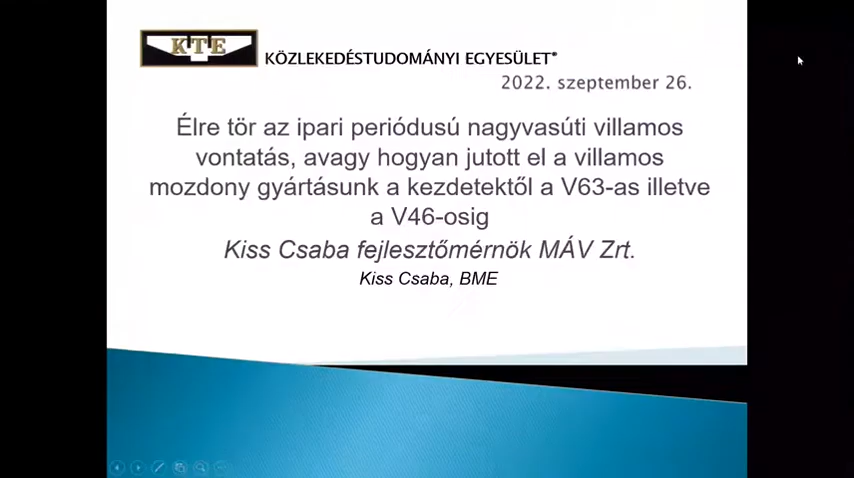 KTE
KÖZLEKEDÉSTUDOMÁNYI EGYESÜLET*
2022. szeptember 26.
Élre tör az ipari periódusú nagyvasúti villamos
vontatás, avagy hogyan jutott el a villamos
mozdony gyártásunk a kezdetektől a V63-as illetve
a V46-osig
Kiss Csaba fejlesztőmérnök MÁV Zrt.
Kiss Csaba, BME